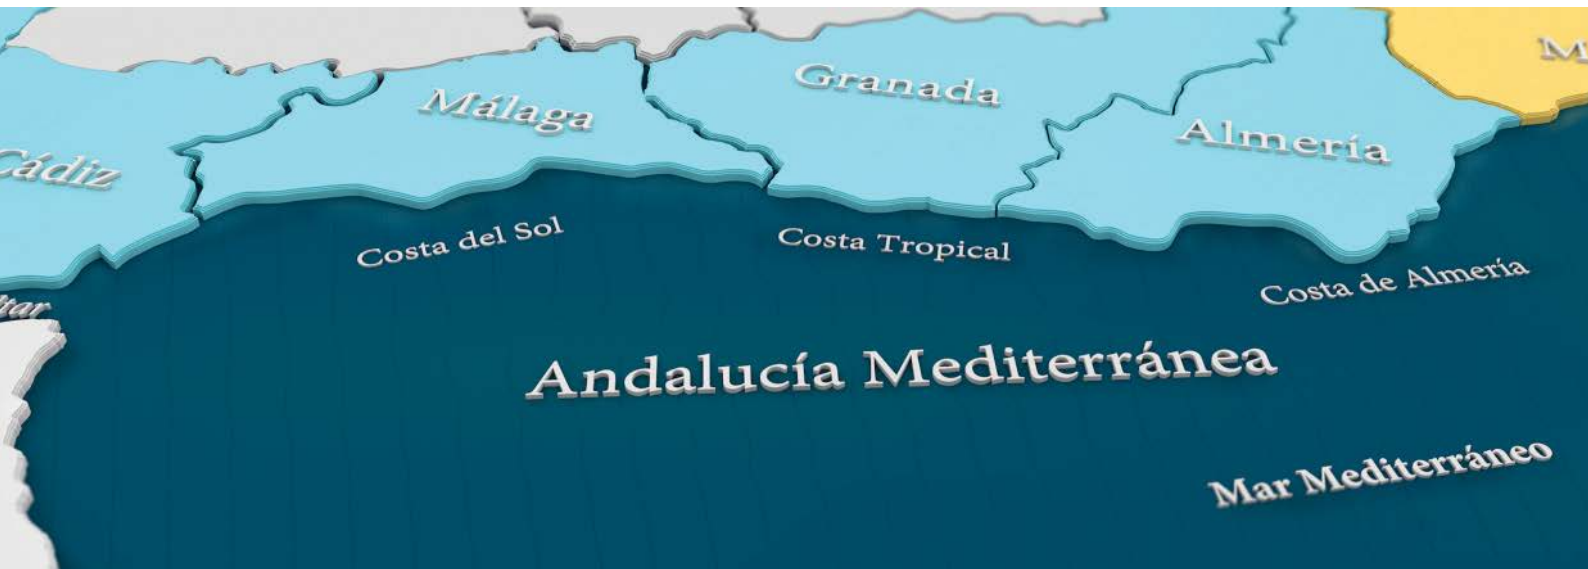 Granada
Málaga
Almería
Cádiz
Costa del Sol
Costa Tropical
Costa de Almería
Andalucía Mediterránea
Mar Mediterráneo